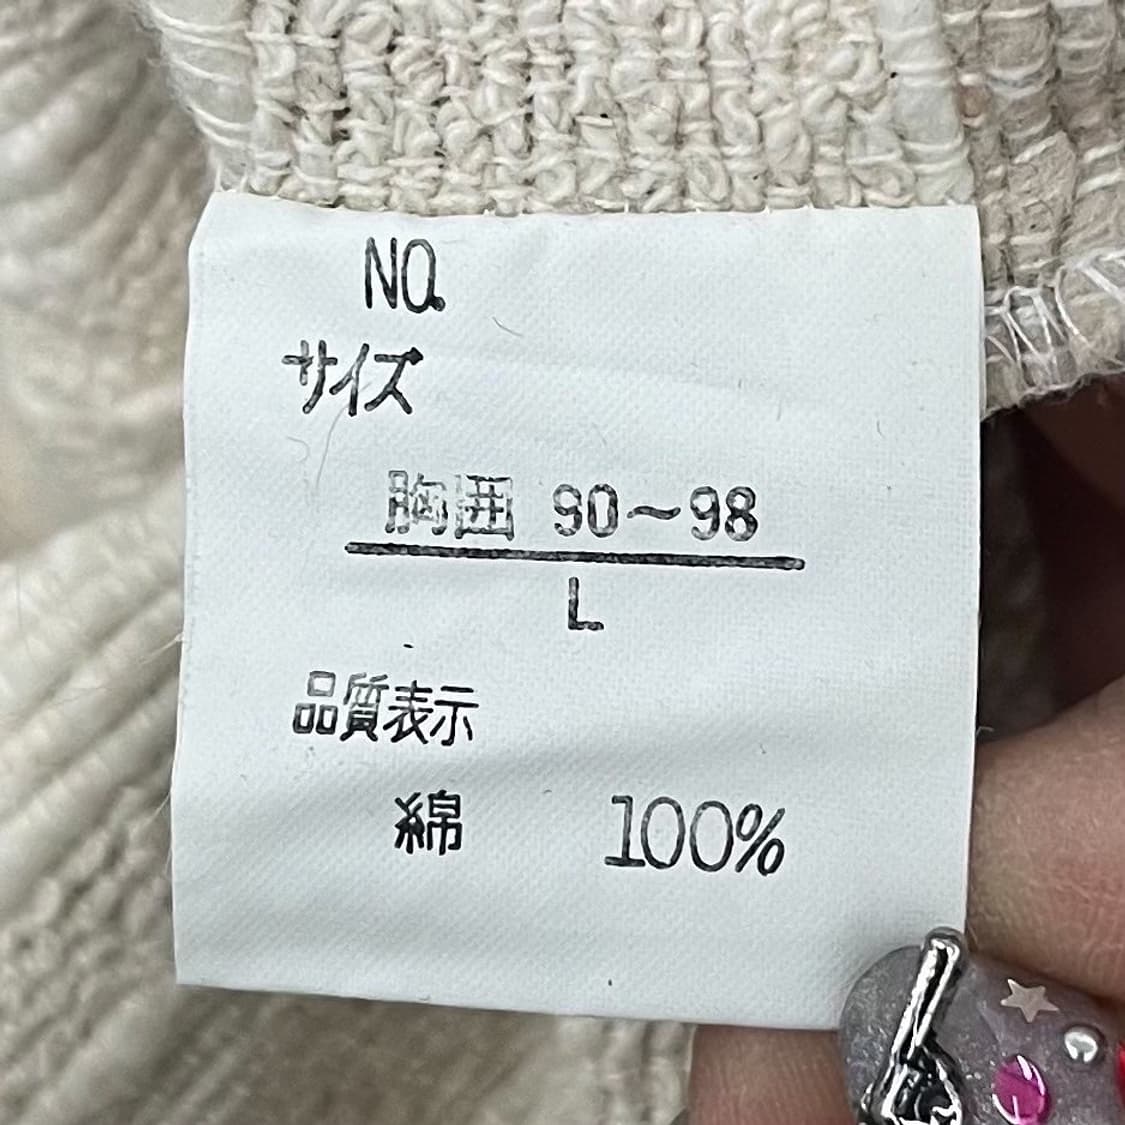 NO.
サイズ
胸囲 90～98
L
品質表示
綿 100%